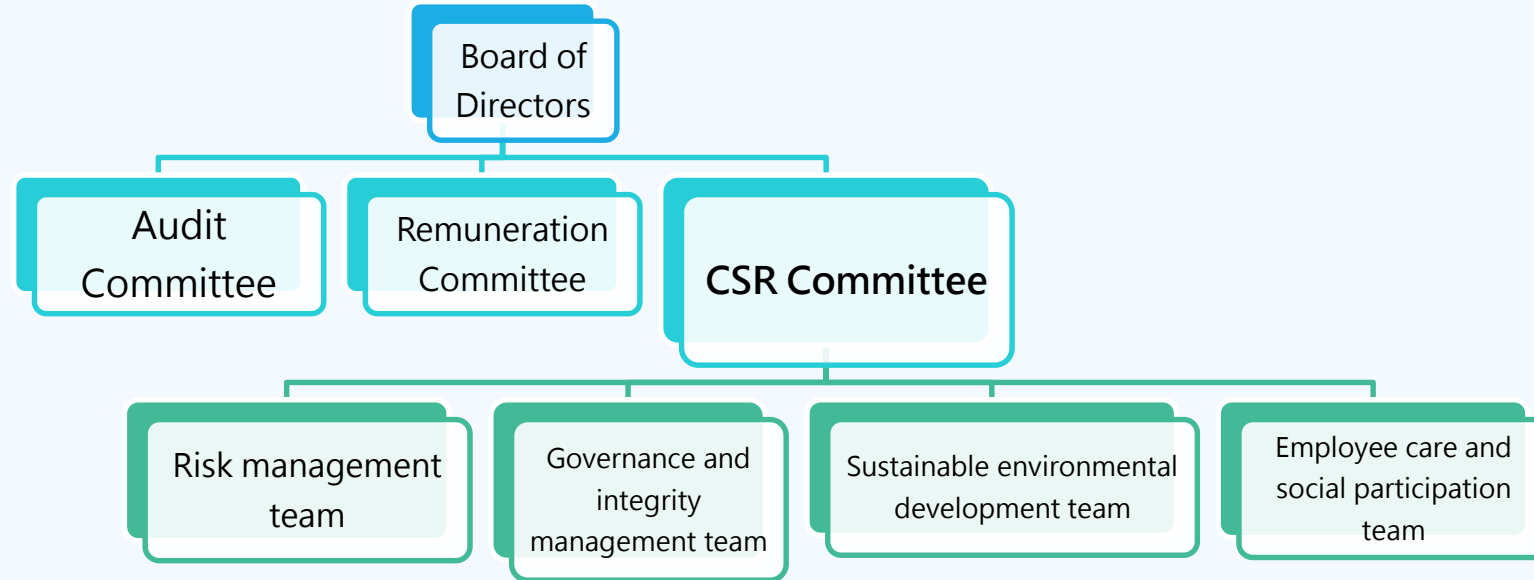 Board of
Directors
Audit
Committee
Remuneration
Committee
CSR Committee
Risk management
team
Governance and
integrity
management team
Sustainable environmental
development team
Employee care and
social participation
team